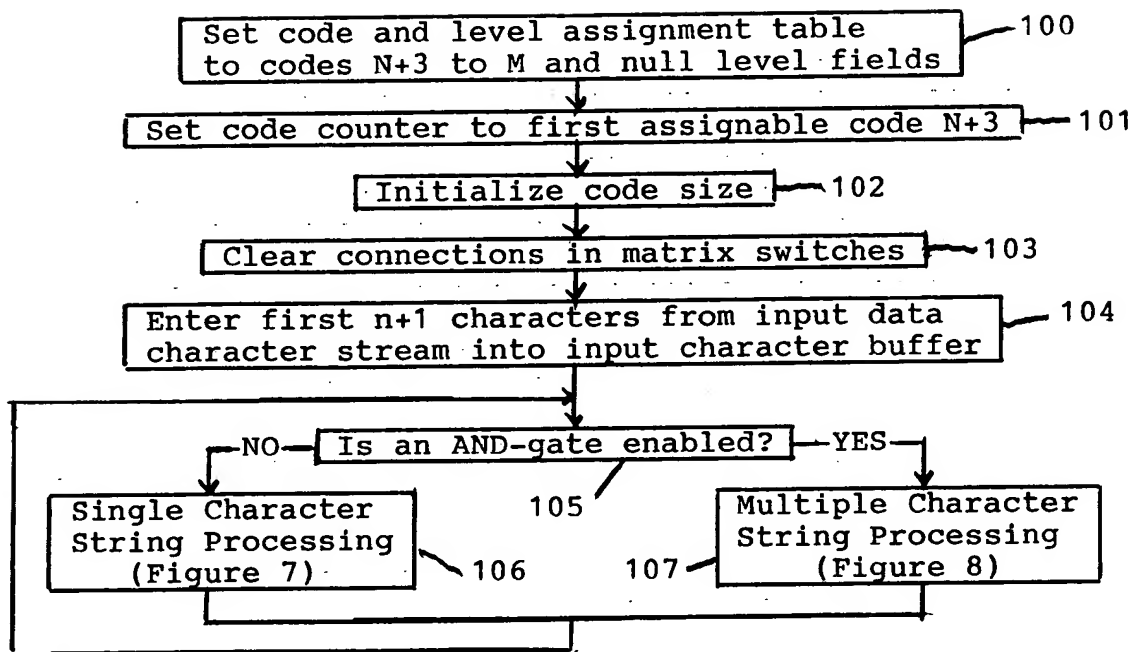 Set code and level assignment table
to codes N+3 to M and null level fields
100
Set code counter to first assignable code N+3
101
Initialize code size
102
Clear connections in matrix switches
103
Enter first n+1 characters from input data
character stream into input character buffer
104
NO
Is an AND-gate enabled?
YES
105
Single Character
String Processing
(Figure 7)
106
Multiple Character
String Processing
(Figure 8)
107